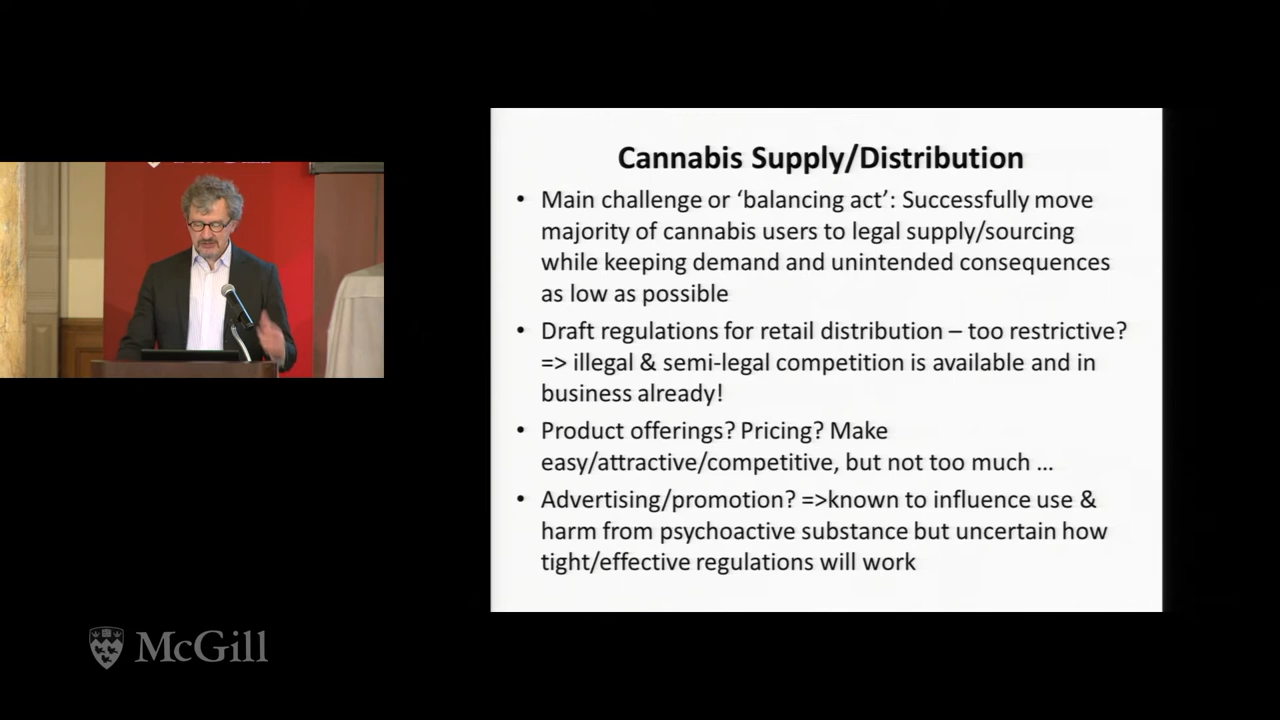 Cannabis Supply/Distribution
• Main challenge or ‘balancing act’: Successfully move
majority of cannabis users to legal supply/sourcing
while keeping demand and unintended consequences
as low as possible
• Draft regulations for retail distribution – too restrictive?
=> illegal & semi-legal competition is available and in
business already!
• Product offerings? Pricing? Make
easy/attractive/competitive, but not too much ...
• Advertising/promotion? =>known to influence use &
harm from psychoactive substance but uncertain how
tight/effective regulations will work
McGill